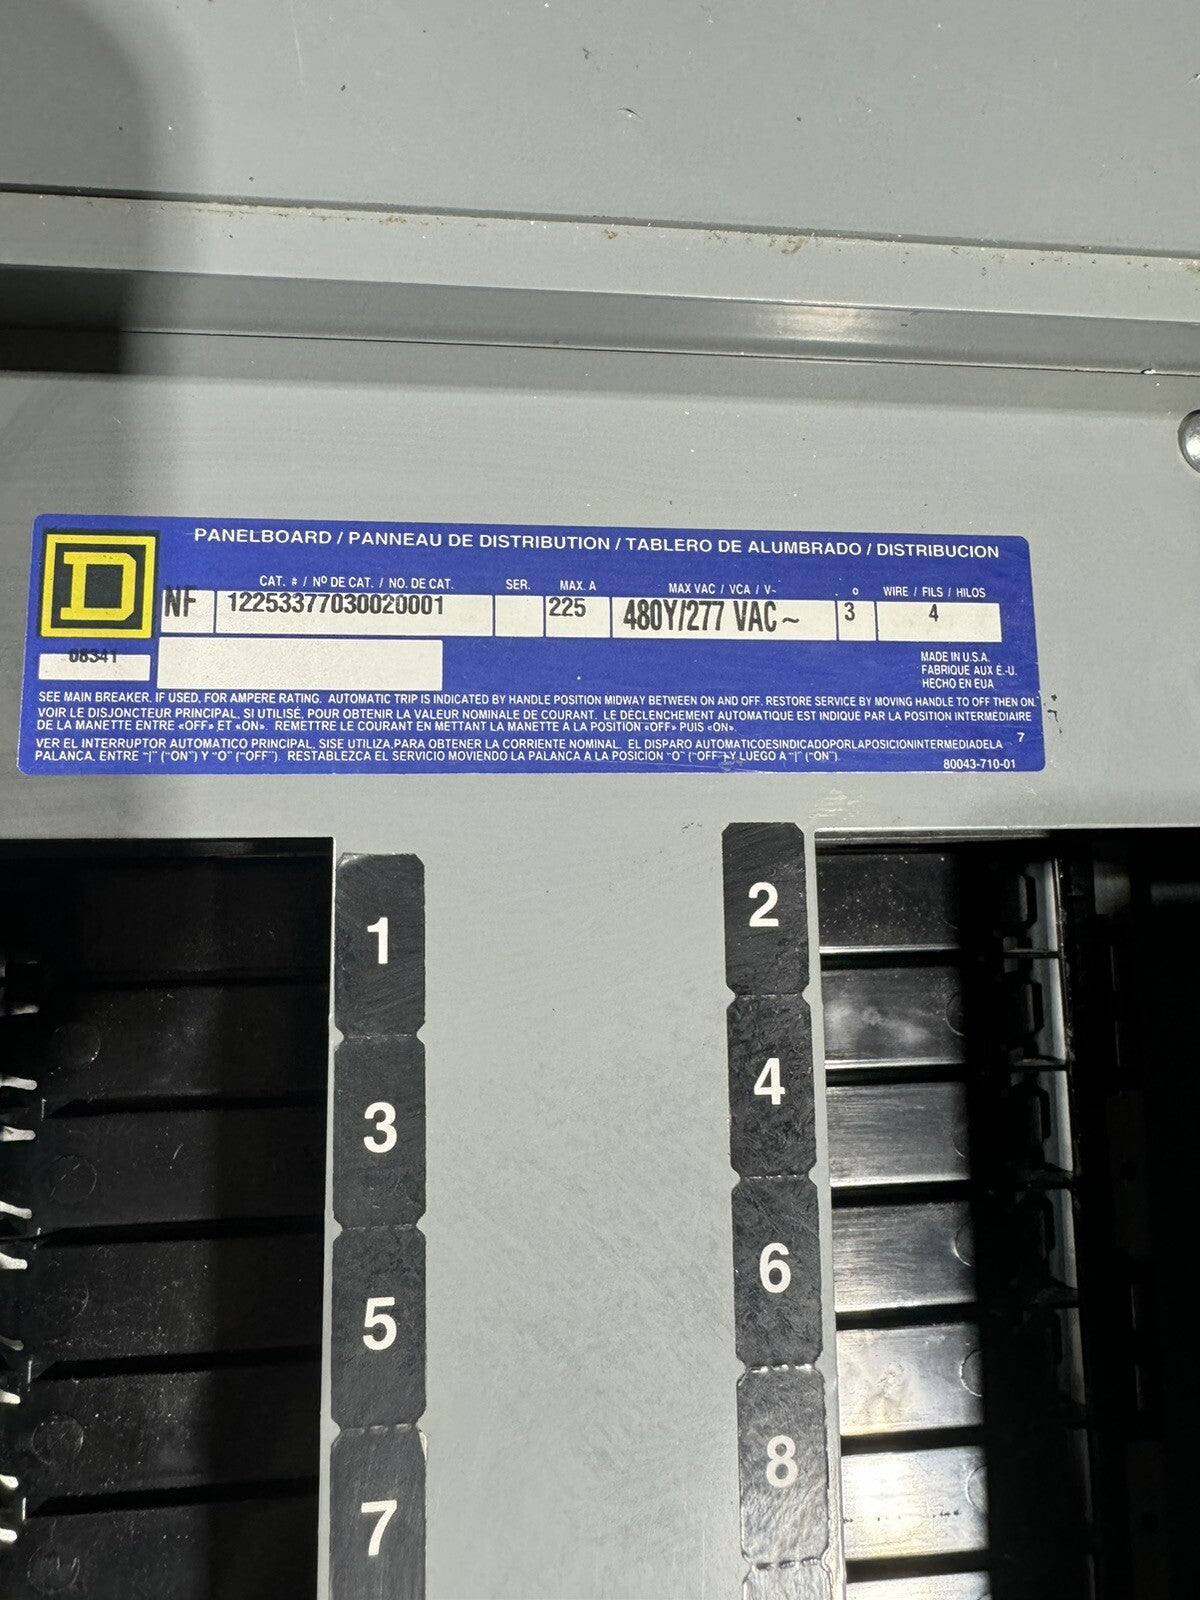 PANELBOARD / PANNEAU DE DISTRIBUTION / TABLERO DE ALUMBRADO / DISTRIBUCION
D
CAT. # / Nº DE CAT. / NO. DE CAT. SER. MAX. A MAX VAC / VCA / V~ ø WIRE / FILS / HILOS
NF 12253377030020001 225 480Y/277 VAC~ 3 4
08341
MADE IN U.S.A.
FABRIQUE AUX E.-U.
HECHO EN EUA
SEE MAIN BREAKER, IF USED, FOR AMPERE RATING. AUTOMATIC TRIP IS INDICATED BY HANDLE POSITION MIDWAY BETWEEN ON AND OFF. RESTORE SERVICE BY MOVING HANDLE TO OFF THEN ON.
VOIR LE DISJONCTEUR PRINCIPAL, SI UTILISÉ, POUR OBTENIR LA VALEUR NOMINALE DE COURANT. LE DÉCLENCHEMENT AUTOMATIQUE EST INDIQUÉ PAR LA POSITION INTERMÉDIAIRE
DE LA MANETTE ENTRE «OFF» ET «ON». REMETTRE LE COURANT EN METTANT LA MANETTE A LA POSITION «OFF» PUIS «ON».
VER EL INTERRUPTOR AUTOMATICO PRINCIPAL, SISE UTILIZA,PARA OBTENER LA CORRIENTE NOMINAL. EL DISPARO AUTOMATICOESINDICADOPORLAPOSICIONINTERMEDIADELA 7
PALANCA, ENTRE "|" ("ON") Y "O" ("OFF"). RESTABLEZCA EL SERVICIO MOVIENDO LA PALANCA A LA POSICION "O" ("OFF") Y LUEGO A "|" ("ON").
80043-710-01
1 2
3 4
5 6
7 8